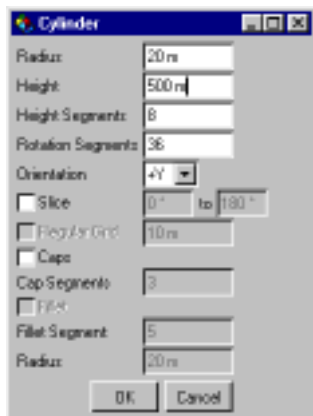 Cylinder
Radius 20 m
Height 500 m
Height Segments 8
Rotation Segments 36
Orientation +Y
Slice 0 ° to 180 °
Regular Grid 10 m
Caps
Cap Segments 3
Fillet
Fillet Segment 5
Radius 20 m
OK Cancel